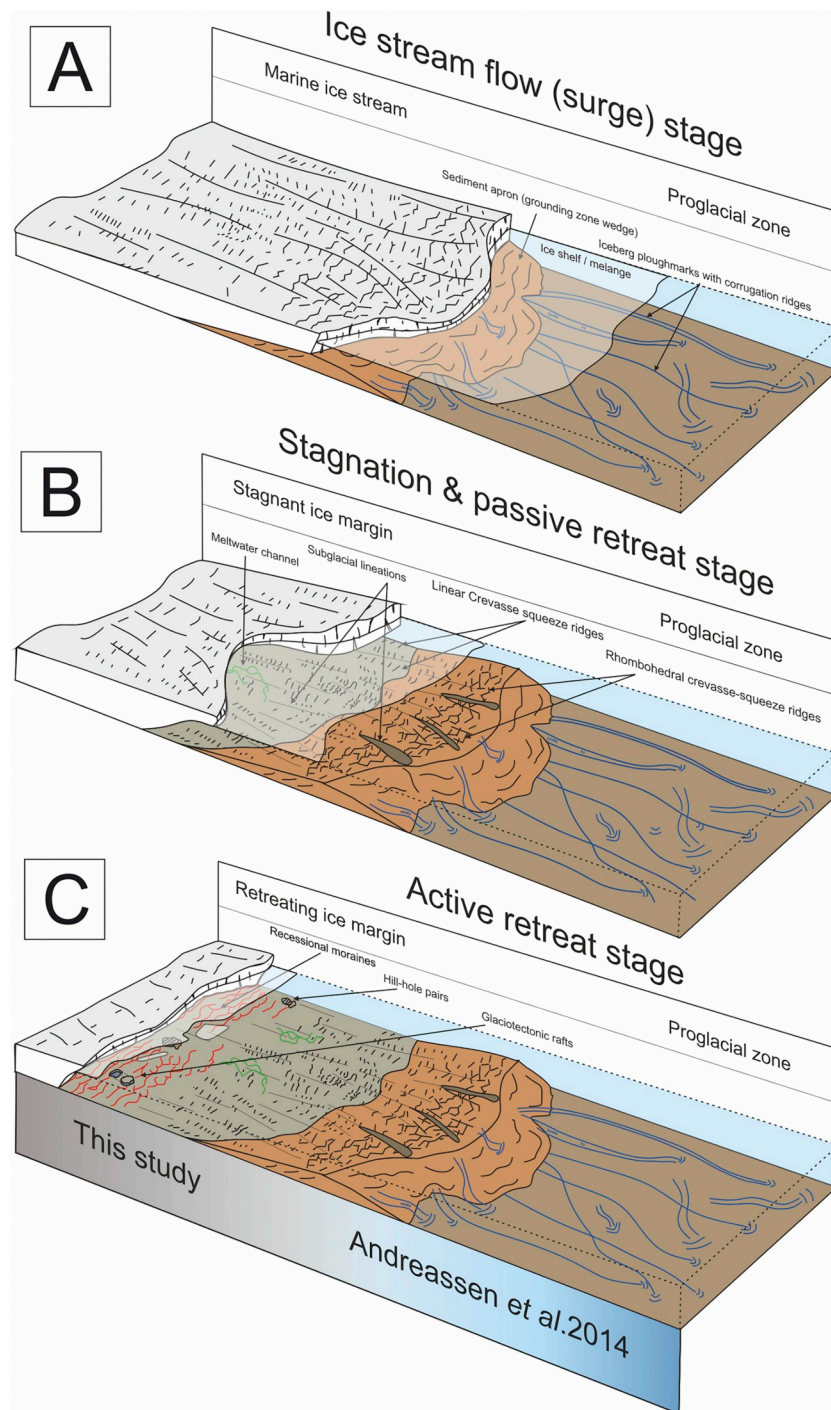 A
Ice stream flow (surge) stage
Marine ice stream
Proglacial zone
Sediment apron (grounding zone wedge)
Ice shelf / melange
Iceberg ploughmarks with corrugation ridges
B
Stagnation & passive retreat stage
Stagnant ice margin
Proglacial zone
Meltwater channel
Subglacial lineations
Linear Crevasse squeeze ridges
Rhombohedral crevasse-squeeze ridges
C
Active retreat stage
Retreating ice margin
Proglacial zone
Recessional moraines
Hill-hole pairs
Glaciotectonic rafts
This study
Andreassen et al.2014